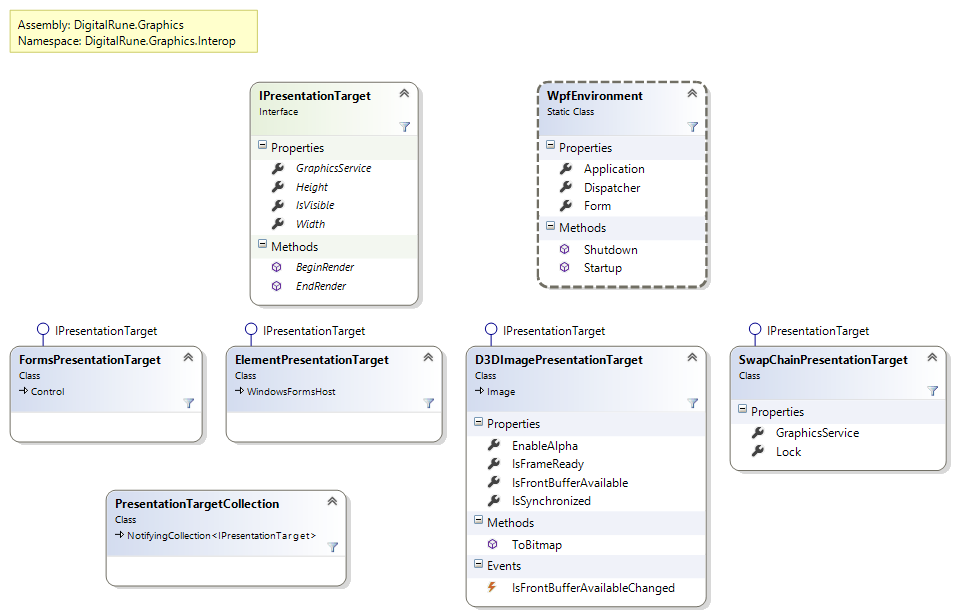 Assembly: DigitalRune.Graphics
Namespace: DigitalRune.Graphics.Interop
IPresentationTarget
Interface
Properties
GraphicsService
Height
IsVisible
Width
Methods
BeginRender
EndRender
WpfEnvironment
Static Class
Properties
Application
Dispatcher
Form
Methods
Shutdown
Startup
IPresentationTarget
FormsPresentationTarget
Class
Control
IPresentationTarget
ElementPresentationTarget
Class
WindowsFormsHost
IPresentationTarget
D3DImagePresentationTarget
Class
Image
Properties
EnableAlpha
IsFrameReady
IsFrontBufferAvailable
IsSynchronized
Methods
ToBitmap
Events
IsFrontBufferAvailableChanged
IPresentationTarget
SwapChainPresentationTarget
Class
Properties
GraphicsService
Lock
PresentationTargetCollection
Class
NotifyingCollection<IPresentationTarget>